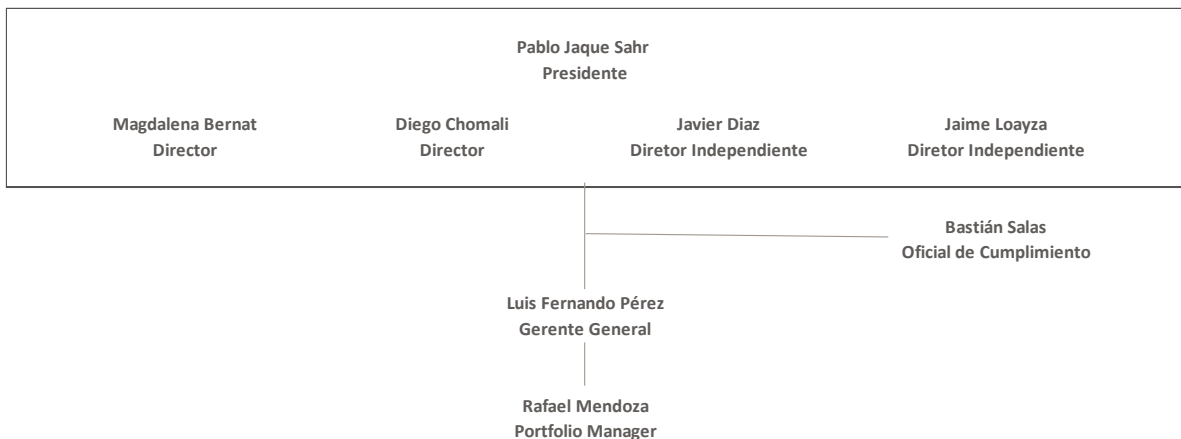 Pablo Jaque Sahr
Presidente
Magdalena Bernat
Director
Diego Chomali
Director
Javier Diaz
Diretor Independiente
Jaime Loayza
Diretor Independiente
Bastián Salas
Oficial de Cumplimiento
Luis Fernando Pérez
Gerente General
Rafael Mendoza
Portfolio Manager